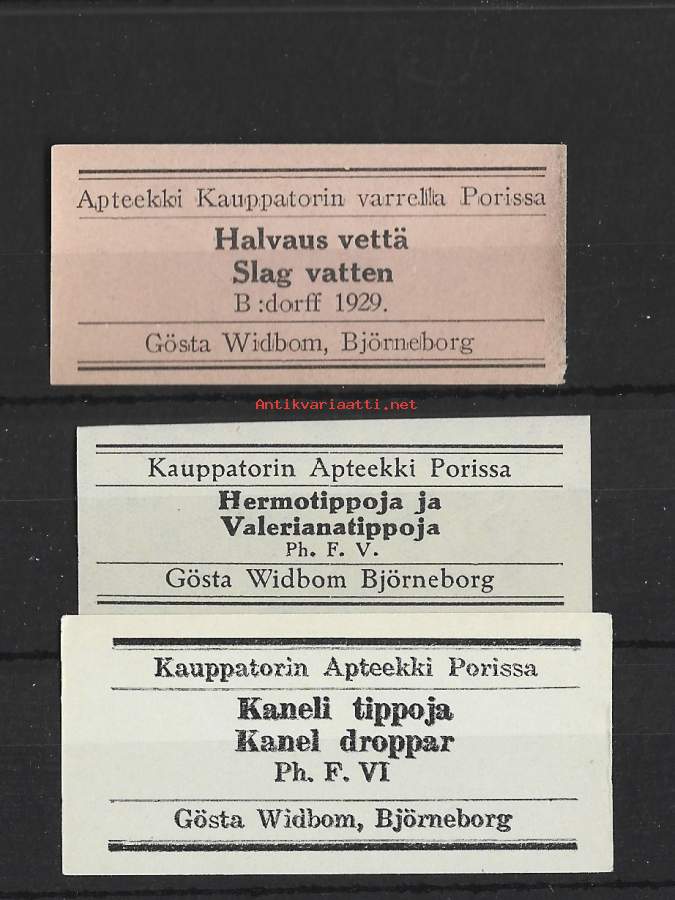 Apteekki Kauppatorin varrella Porissa
Halvaus vettä
Slag vatten
B :dorff 1929.
Gösta Widbom, Björneborg
Antikvariaatti.net
Kauppatorin Apteekki Porissa
Hermotippoja ja
Valerianatippoja
Ph. F. V.
Gösta Widbom Björneborg
Kauppatorin Apteekki Porissa
Kaneli tippoja
Kanel droppar
Ph. F. VI
Gösta Widbom, Björneborg